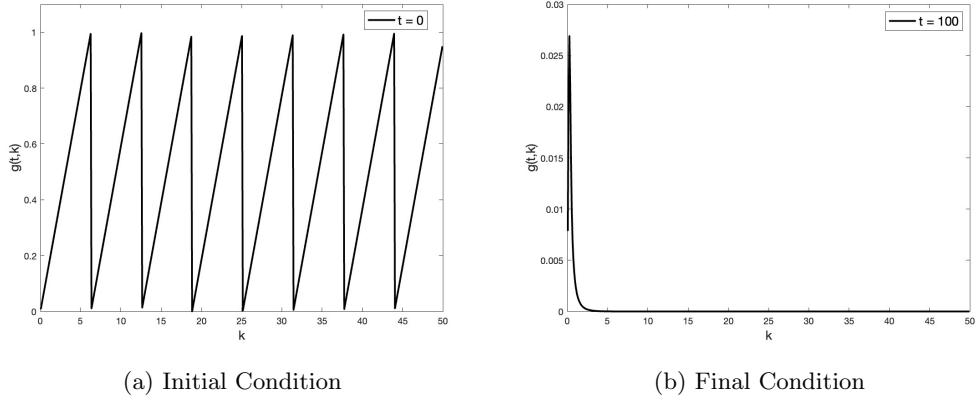 t = 0
1
0.8
0.6
0.4
0.2
0
g(t,k)
0 5 10 15 20 25 30 35 40 45 50
k
(a) Initial Condition
t = 100
0.03
0.025
0.02
0.015
0.01
0.005
0
g(t,k)
0 5 10 15 20 25 30 35 40 45 50
k
(b) Final Condition